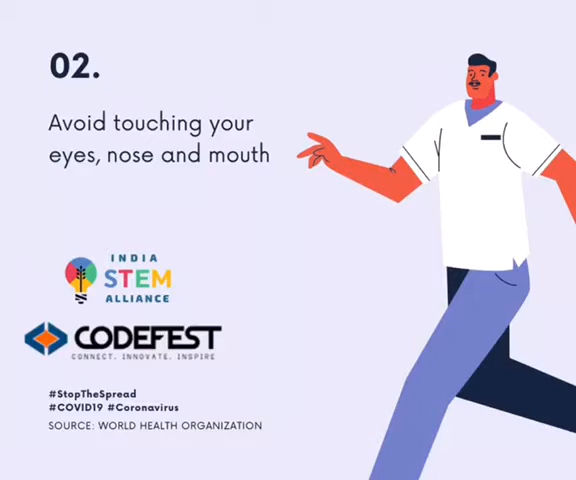 02.
Avoid touching your
eyes, nose and mouth
INDIA
STEM
ALLIANCE
CODEFEST
CONNECT. INNOVATE. INSPIRE
#StopTheSpread
#COVID19 #Coronavirus
SOURCE: WORLD HEALTH ORGANIZATION